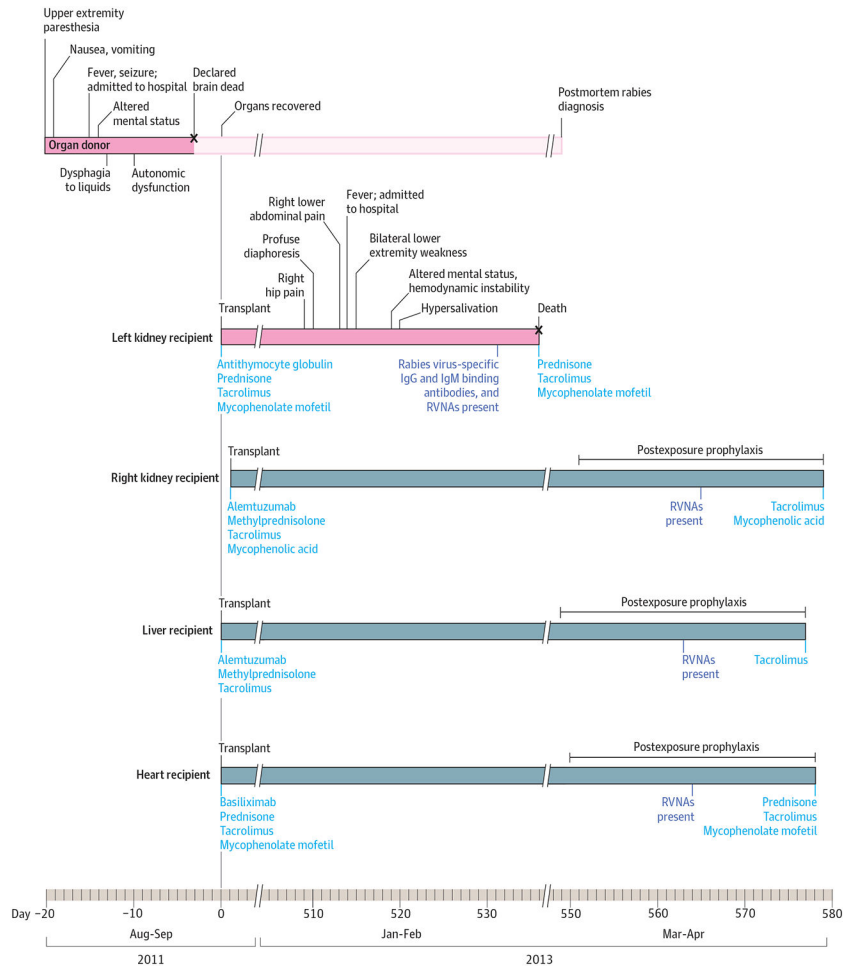 Upper extremity
paresthesia
Nausea, vomiting
Fever, seizure;
admitted to hospital
Declared
brain dead
Altered
mental status
Organs recovered
Postmortem rabies
diagnosis
Organ donor
Dysphagia
to liquids
Autonomic
dysfunction
Right lower
abdominal pain
Fever; admitted
to hospital
Profuse
diaphoresis
Bilateral lower
extremity weakness
Right
hip pain
Altered mental status,
hemodynamic instability
Hypersalivation
Transplant
Death
Left kidney recipient
Antithymocyte globulin
Prednisone
Tacrolimus
Mycophenolate mofetil
Rabies virus-specific
IgG and IgM binding
antibodies, and
RVNAs present
Prednisone
Tacrolimus
Mycophenolate mofetil
Transplant
Postexposure prophylaxis
Right kidney recipient
Alemtuzumab
Methylprednisolone
Tacrolimus
Mycophenolic acid
RVNAs
present
Tacrolimus
Mycophenolic acid
Transplant
Postexposure prophylaxis
Liver recipient
Alemtuzumab
Methylprednisolone
Tacrolimus
RVNAs
present
Tacrolimus
Transplant
Postexposure prophylaxis
Heart recipient
Basiliximab
Prednisone
Tacrolimus
Mycophenolate mofetil
RVNAs
present
Prednisone
Tacrolimus
Mycophenolate mofetil
Day −20 −10 0 510 520 530 550 560 570 580
Aug-Sep Jan-Feb Mar-Apr
2011 2013